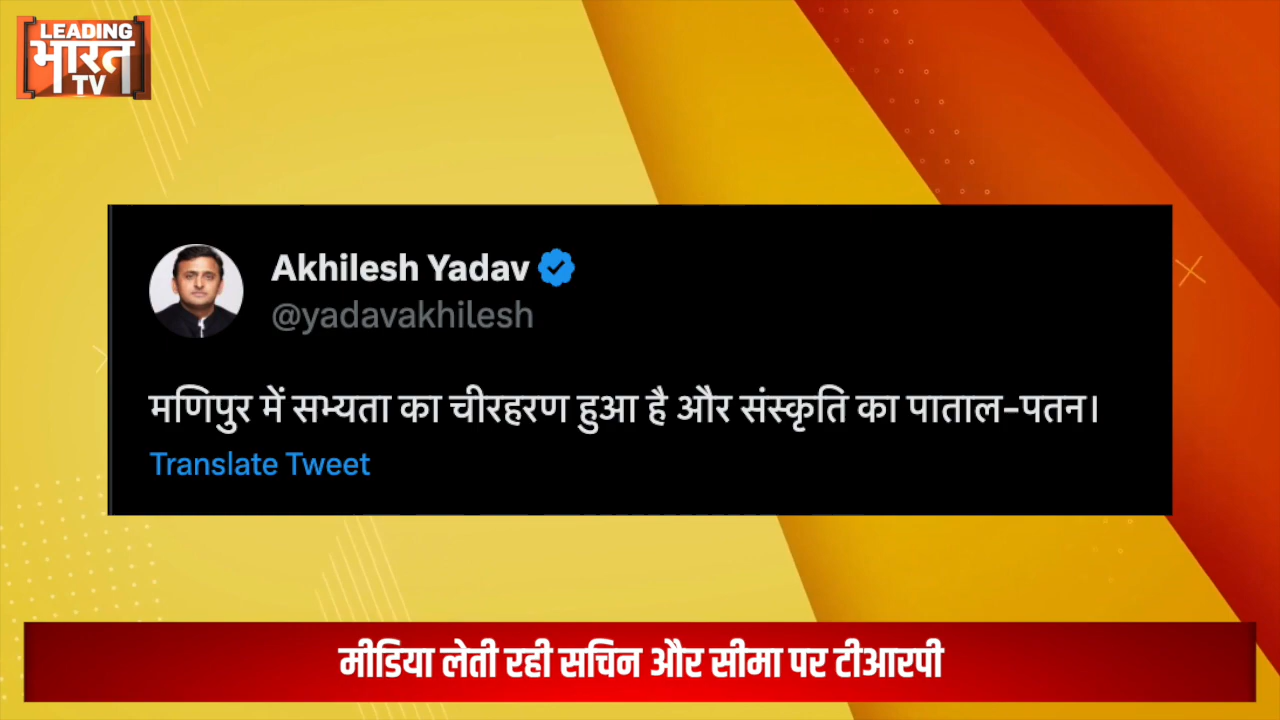 LEADING
भारत
TV
Akhilesh Yadav
@yadavakhilesh
मणिपुर में सभ्यता का चीरहरण हुआ है और संस्कृति का पाताल-पतन।
Translate Tweet
मीडिया लेती रही सचिन और सीमा पर टीआरपी